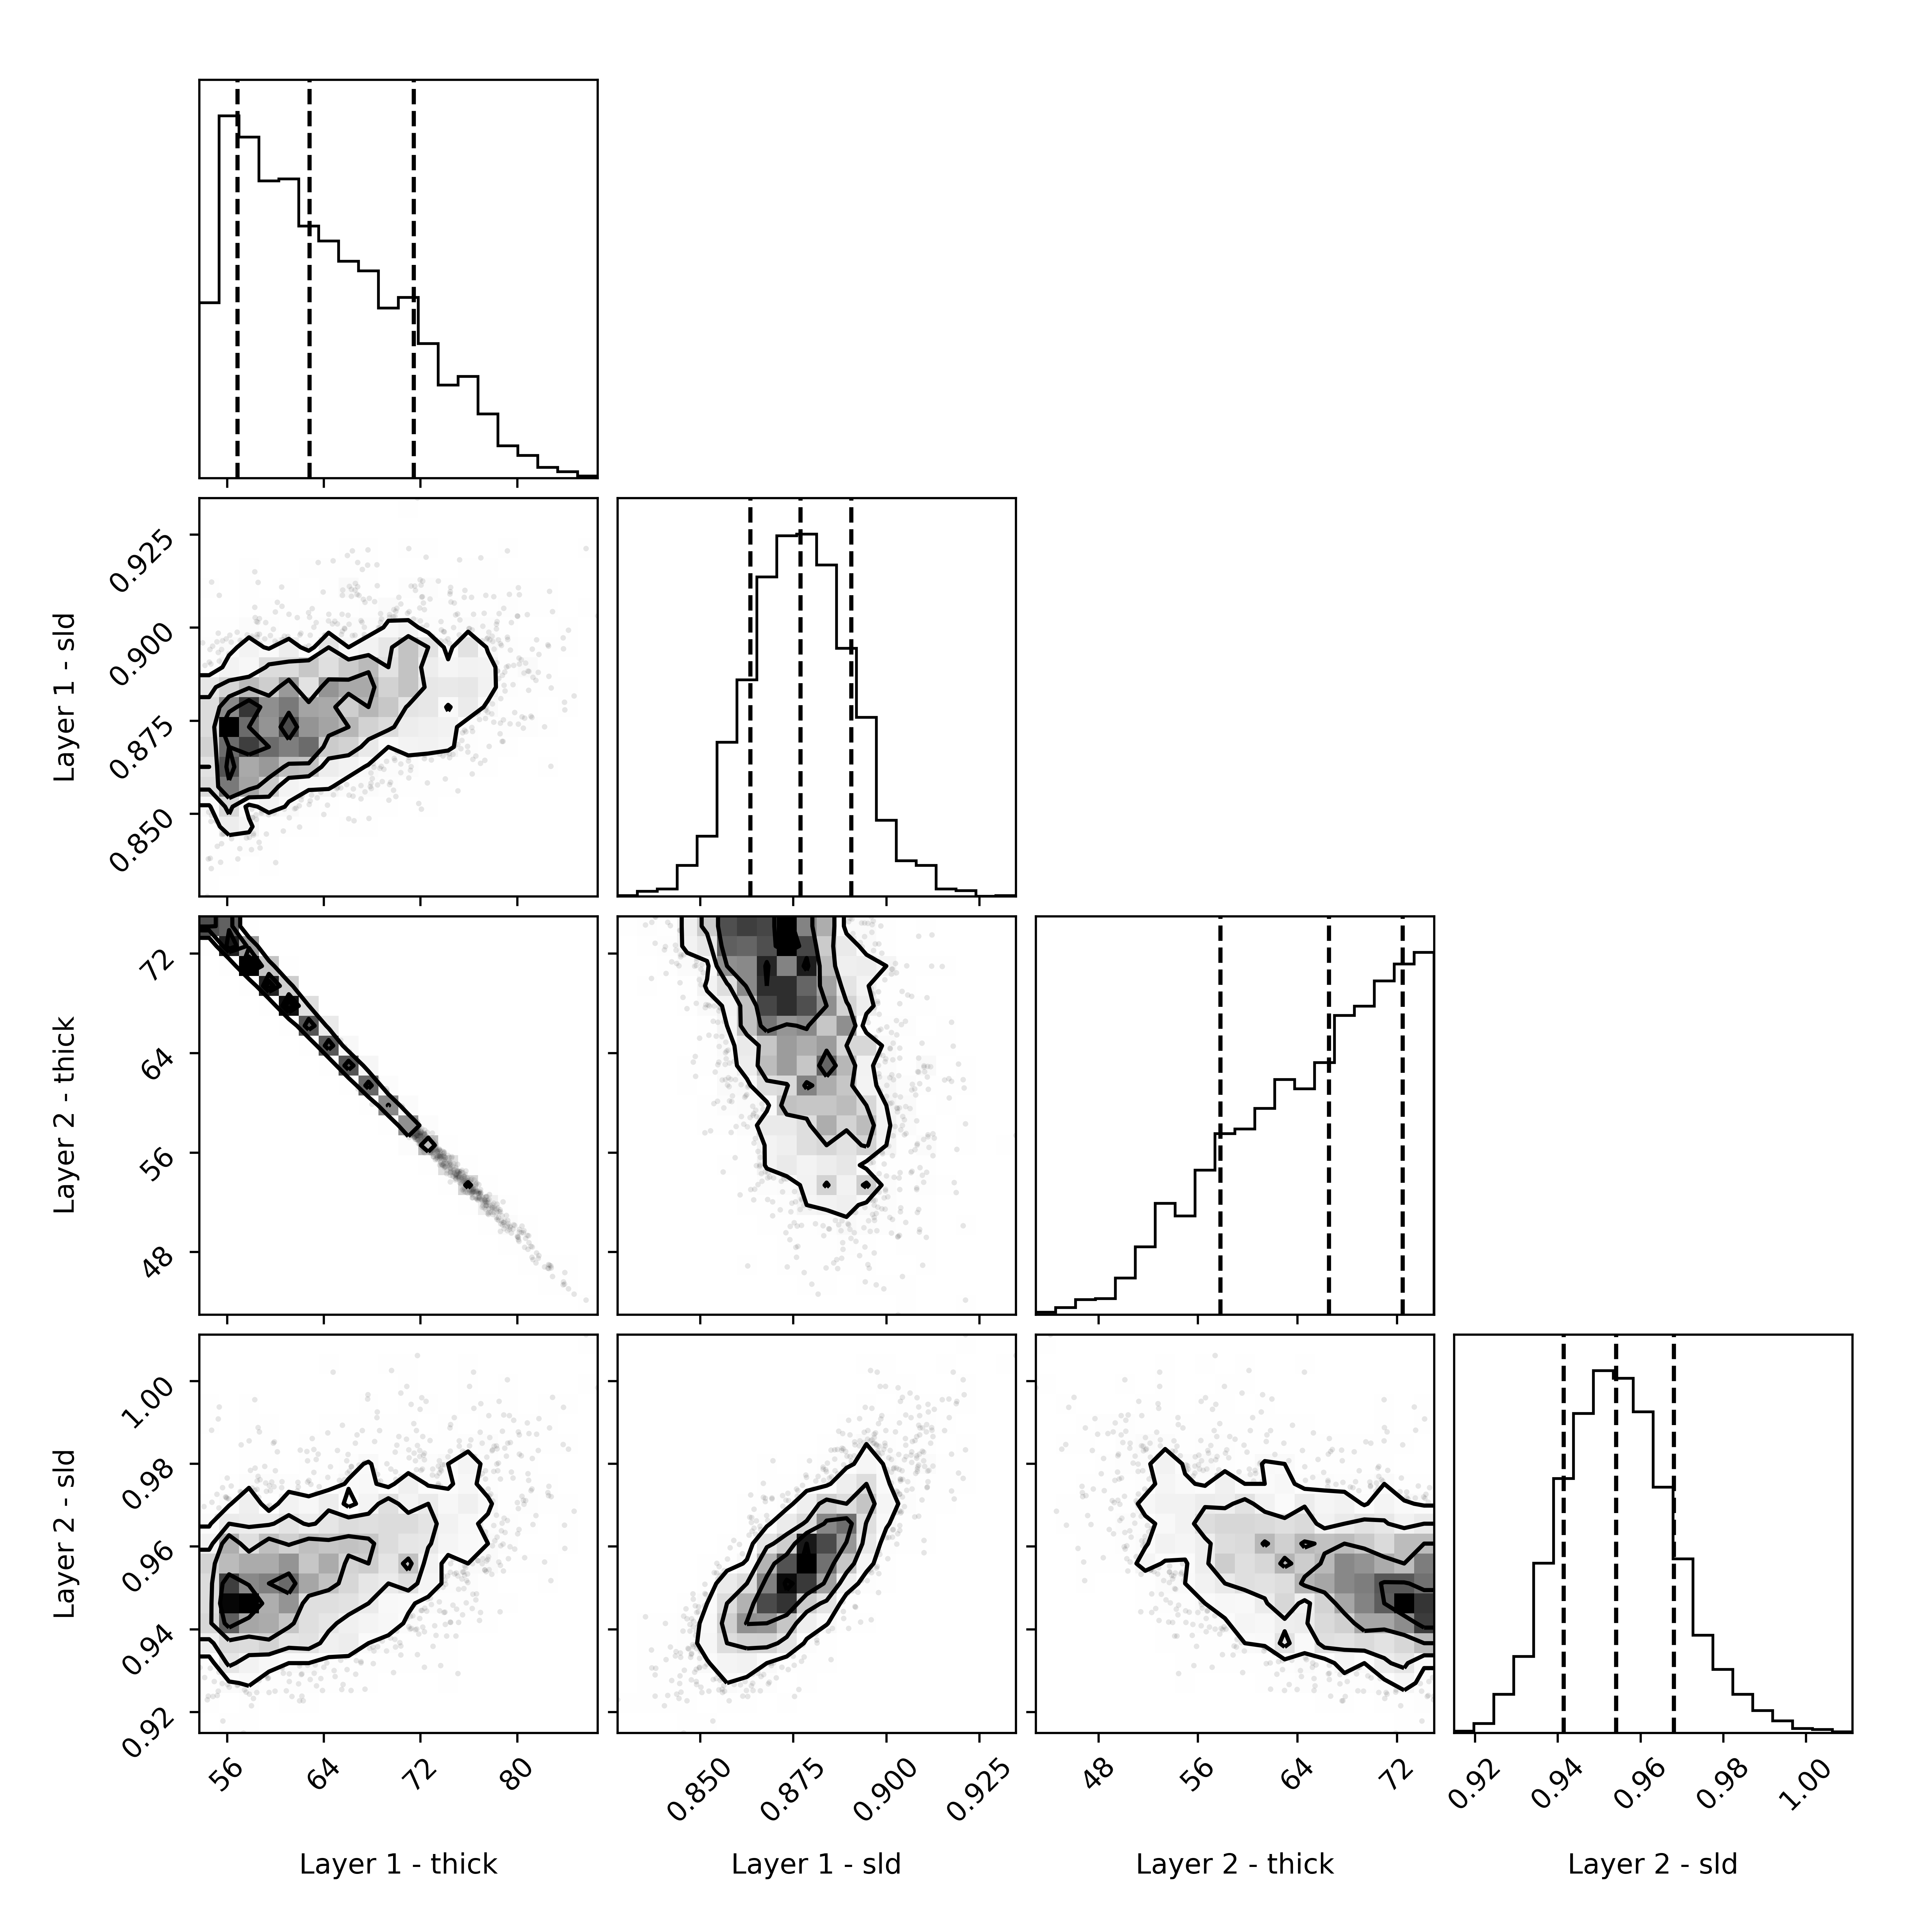 0.925
0.900
0.875
0.850
Layer 1 - sld
72
64
56
48
Layer 2 - thick
1.00
0.98
0.96
0.94
0.92
Layer 2 - sld
56 64 72 80
0.850 0.875 0.900 0.925
48 56 64 72
0.92 0.94 0.96 0.98 1.00
Layer 1 - thick
Layer 1 - sld
Layer 2 - thick
Layer 2 - sld